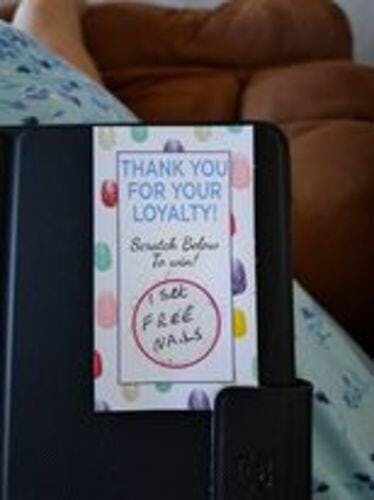 THANK YOU
FOR YOUR
LOYALTY!
Scratch Below
To win!
1 Set
FREE
NAILS